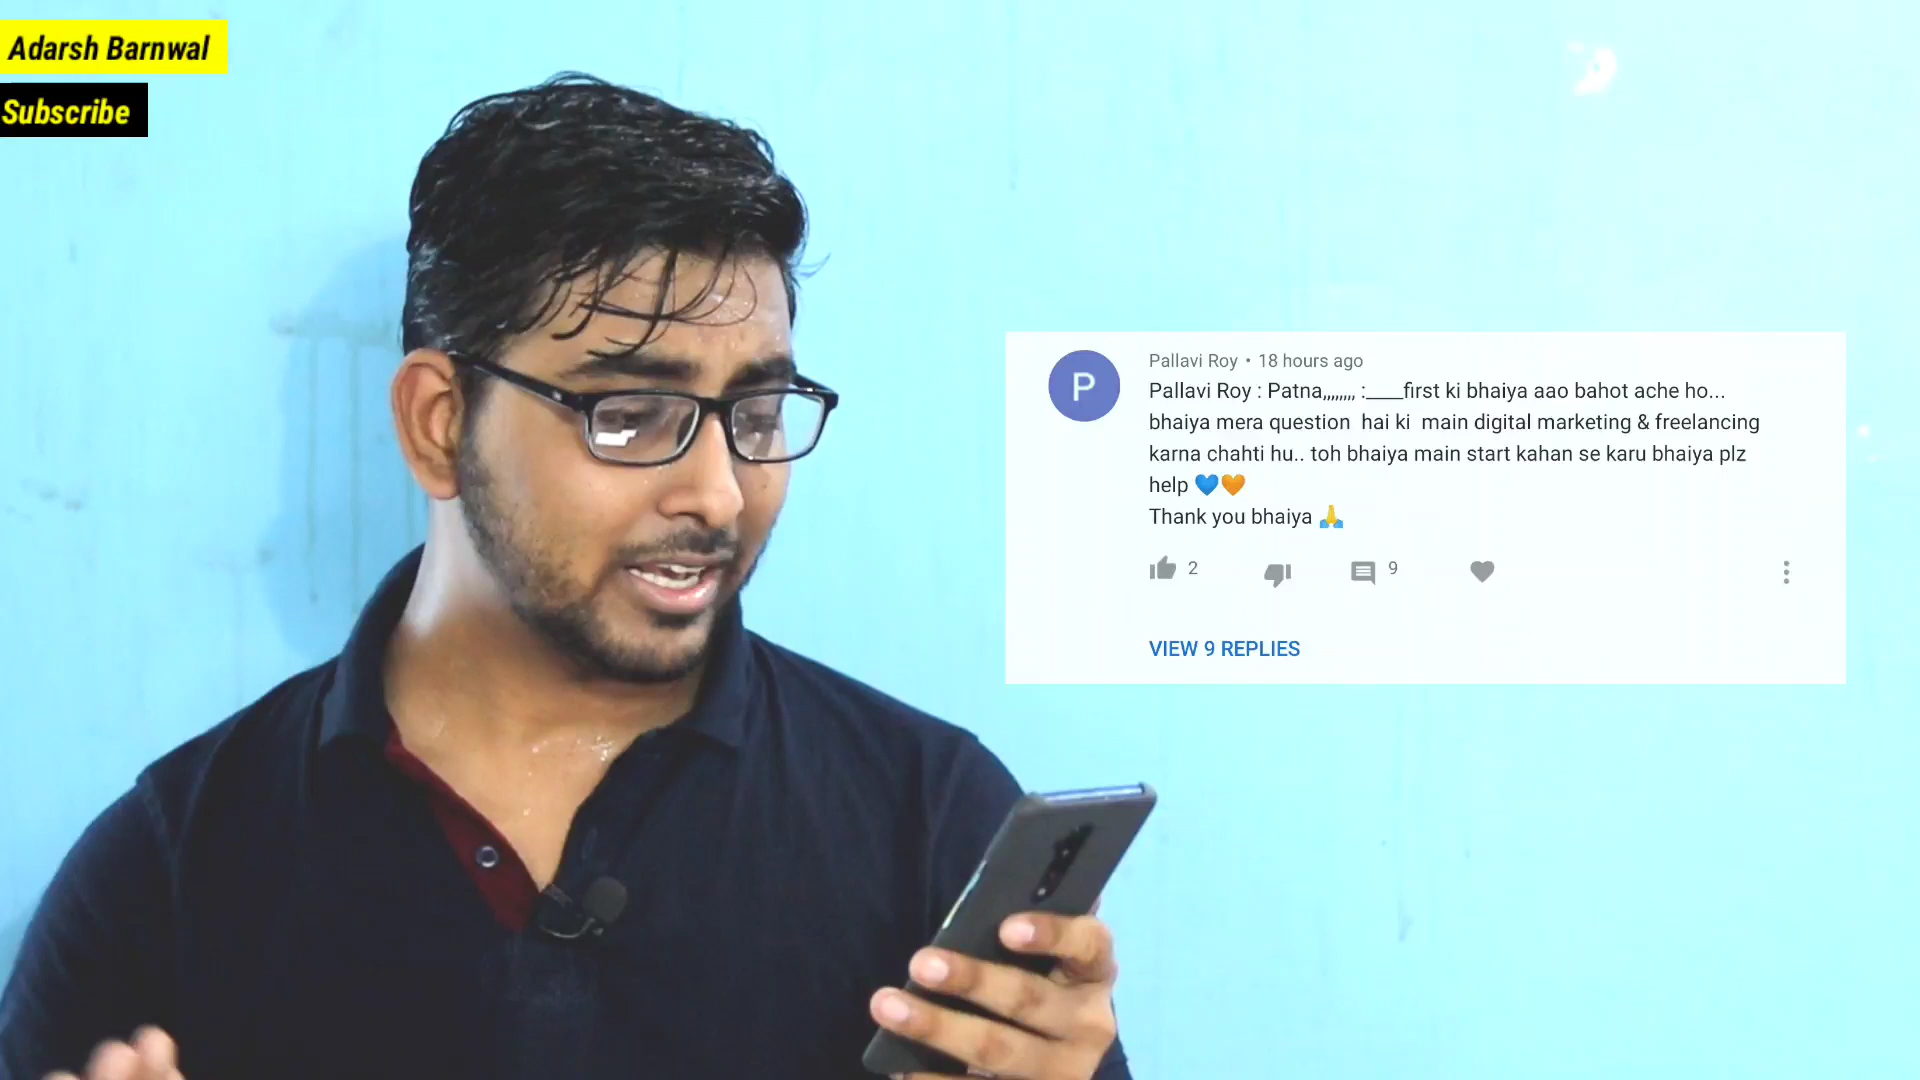 Adarsh Barnwal
Subscribe
P
Pallavi Roy • 18 hours ago
Pallavi Roy : Patna,,,,,,,, :____first ki bhaiya aao bahot ache ho...
bhaiya mera question  hai ki  main digital marketing & freelancing
karna chahti hu.. toh bhaiya main start kahan se karu bhaiya plz
help 💙🧡
Thank you bhaiya 🙏
2
9
VIEW 9 REPLIES